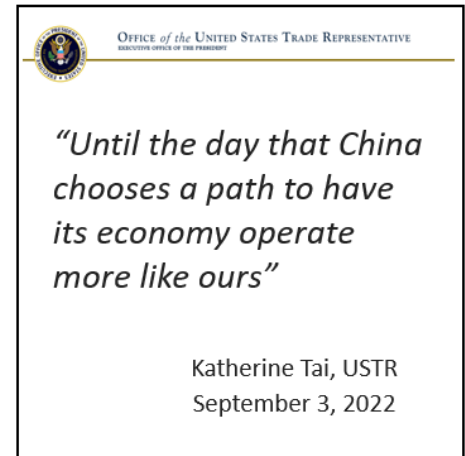 OFFICE of the UNITED STATES TRADE REPRESENTATIVE
EXECUTIVE OFFICE OF THE PRESIDENT
“Until the day that China
chooses a path to have
its economy operate
more like ours”
Katherine Tai, USTR
September 3, 2022